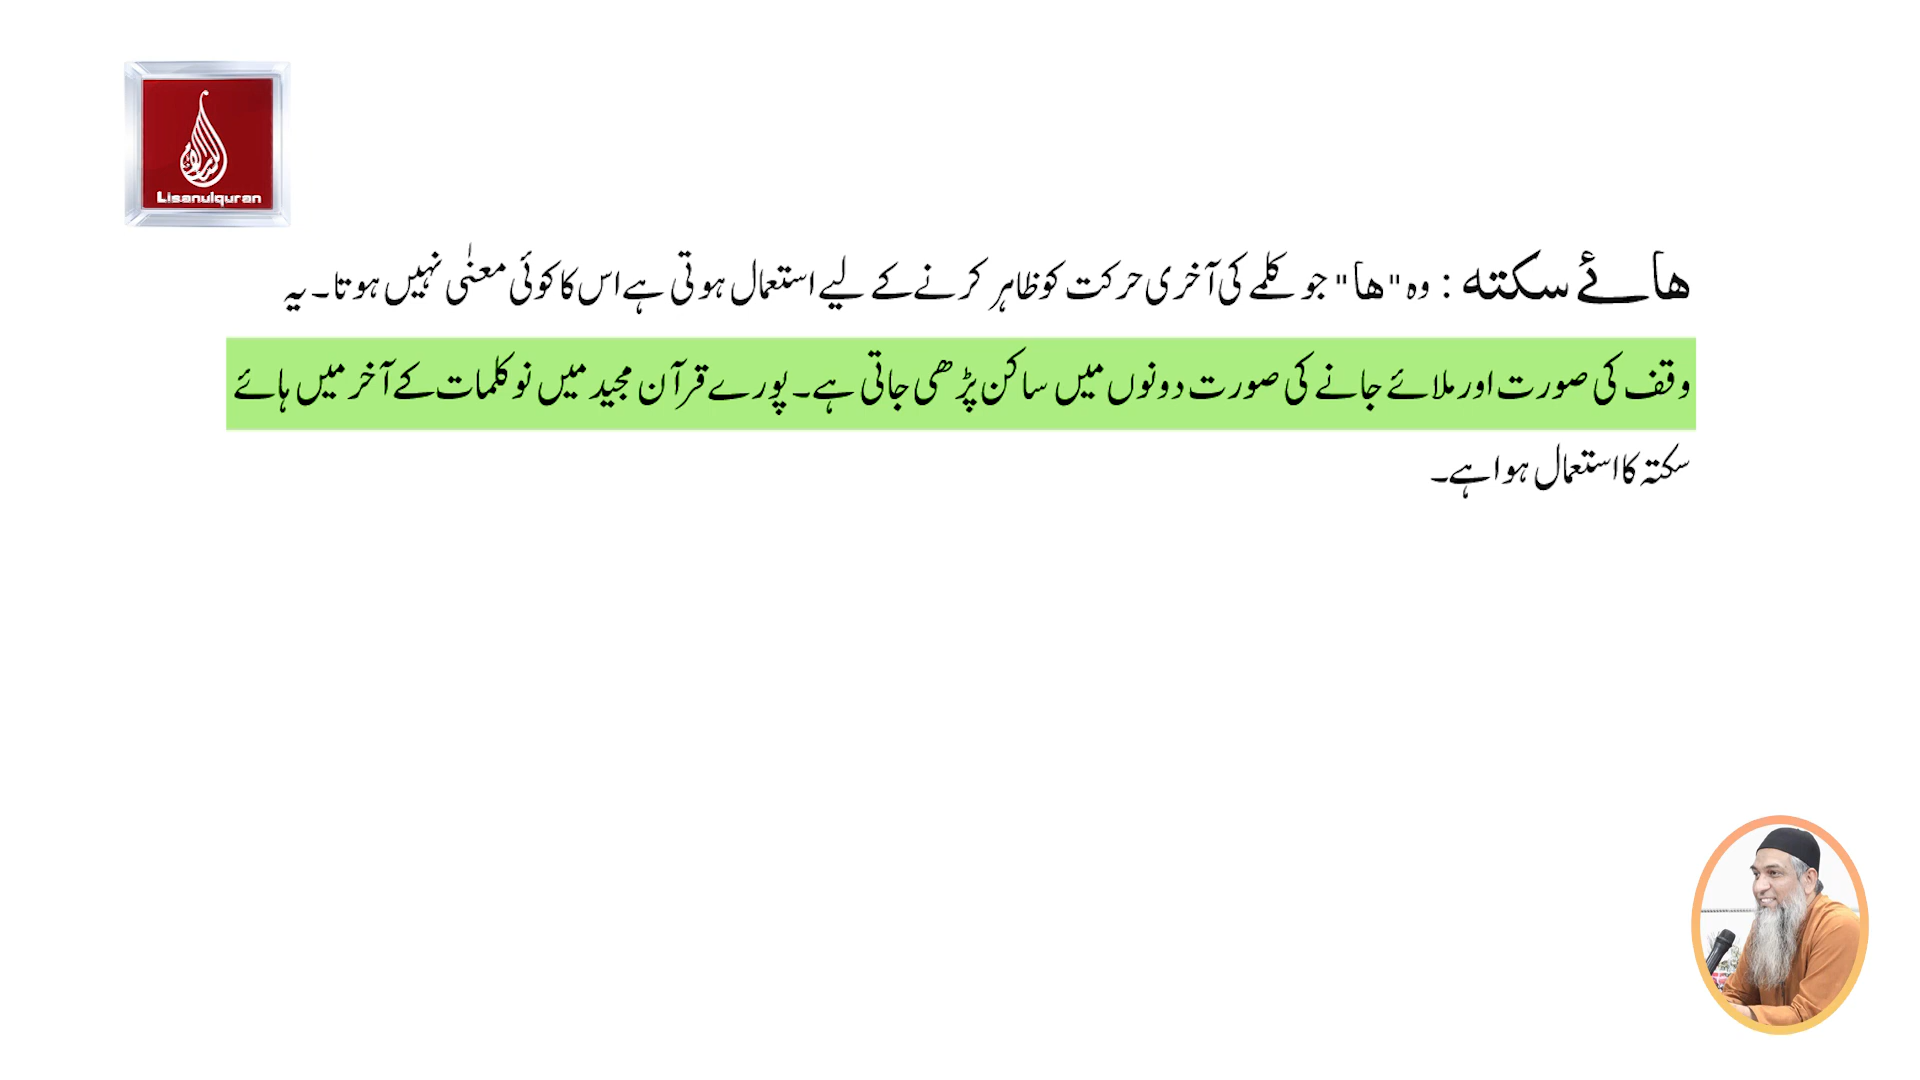 Lisanulquran
ھائے سکتہ : وہ "ھا" جو کلمے کی آخری حرکت کو ظاہر کرنے کے لیے استعمال ہوتی ہے اس کا کوئی معنٰی نہیں ہوتا۔ یہ
وقف کی صورت اور ملائے جانے کی صورت دونوں میں ساکن پڑھی جاتی ہے۔ پورے قرآن مجید میں نو کلمات کے آخر میں ہائے
سکتہ کا استعمال ہوا ہے۔